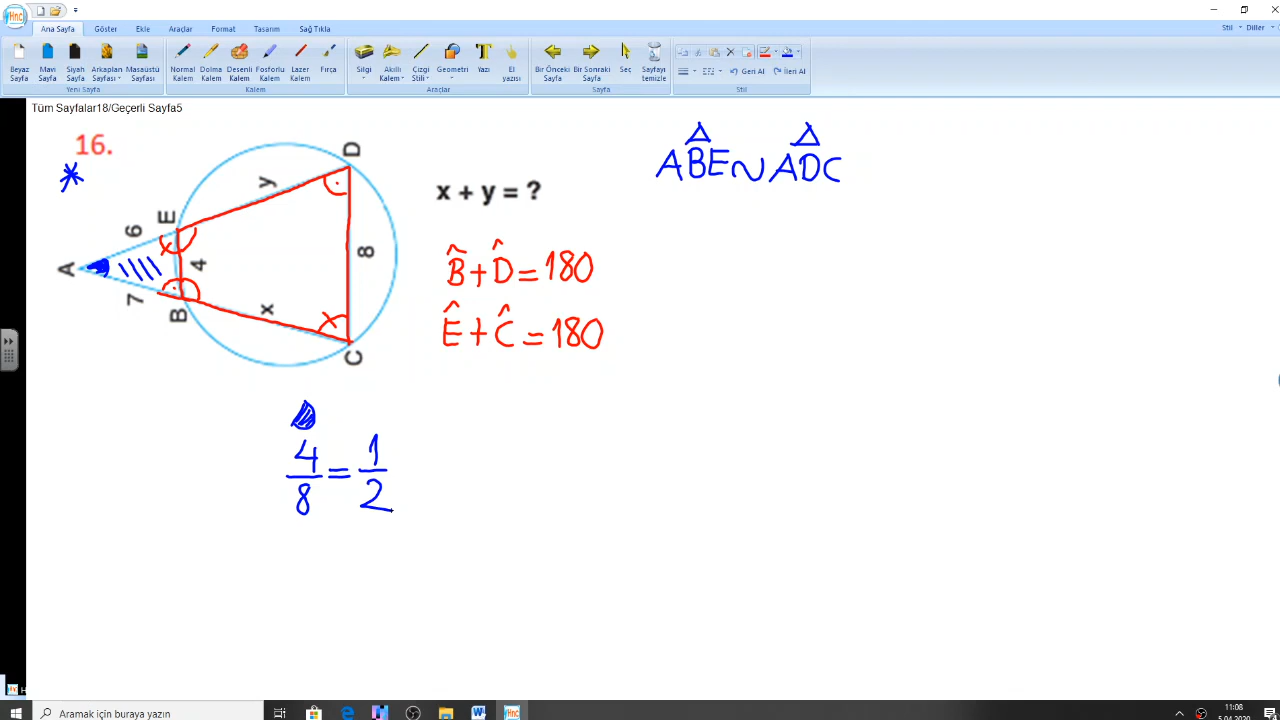 Ana Sayfa Göster Ekle Araçlar Format Tasarım Sağ Tıkla
Stil Diller
Beyaz Sayfa Mavi Sayfa Siyah Sayfa Arkaplan Sayfası Masaüstü Sayfası
Normal Kalem Dolma Kalem Desenli Kalem Fosforlu Kalem Lazer Kalem Fırça
Silgi Akıllı Kalem Çizgi Stili Geometri Yazı El yazısı
Bir Önceki Sayfa Bir Sonraki Sayfa Seç Sayfayı temizle
Geri Al İleri Al
Yeni Sayfa Kalem Araçlar Sayfa Stil
Tüm Sayfalar18/Geçerli Sayfa5
16.
ABE~ADC
x + y = ?
A
6
E
y
D
7
4
8
B
x
C
x
x
B̂+D̂=180
Ê+Ĉ=180
4/8=1/2
Aramak için buraya yazın
11:08
5.04.2020